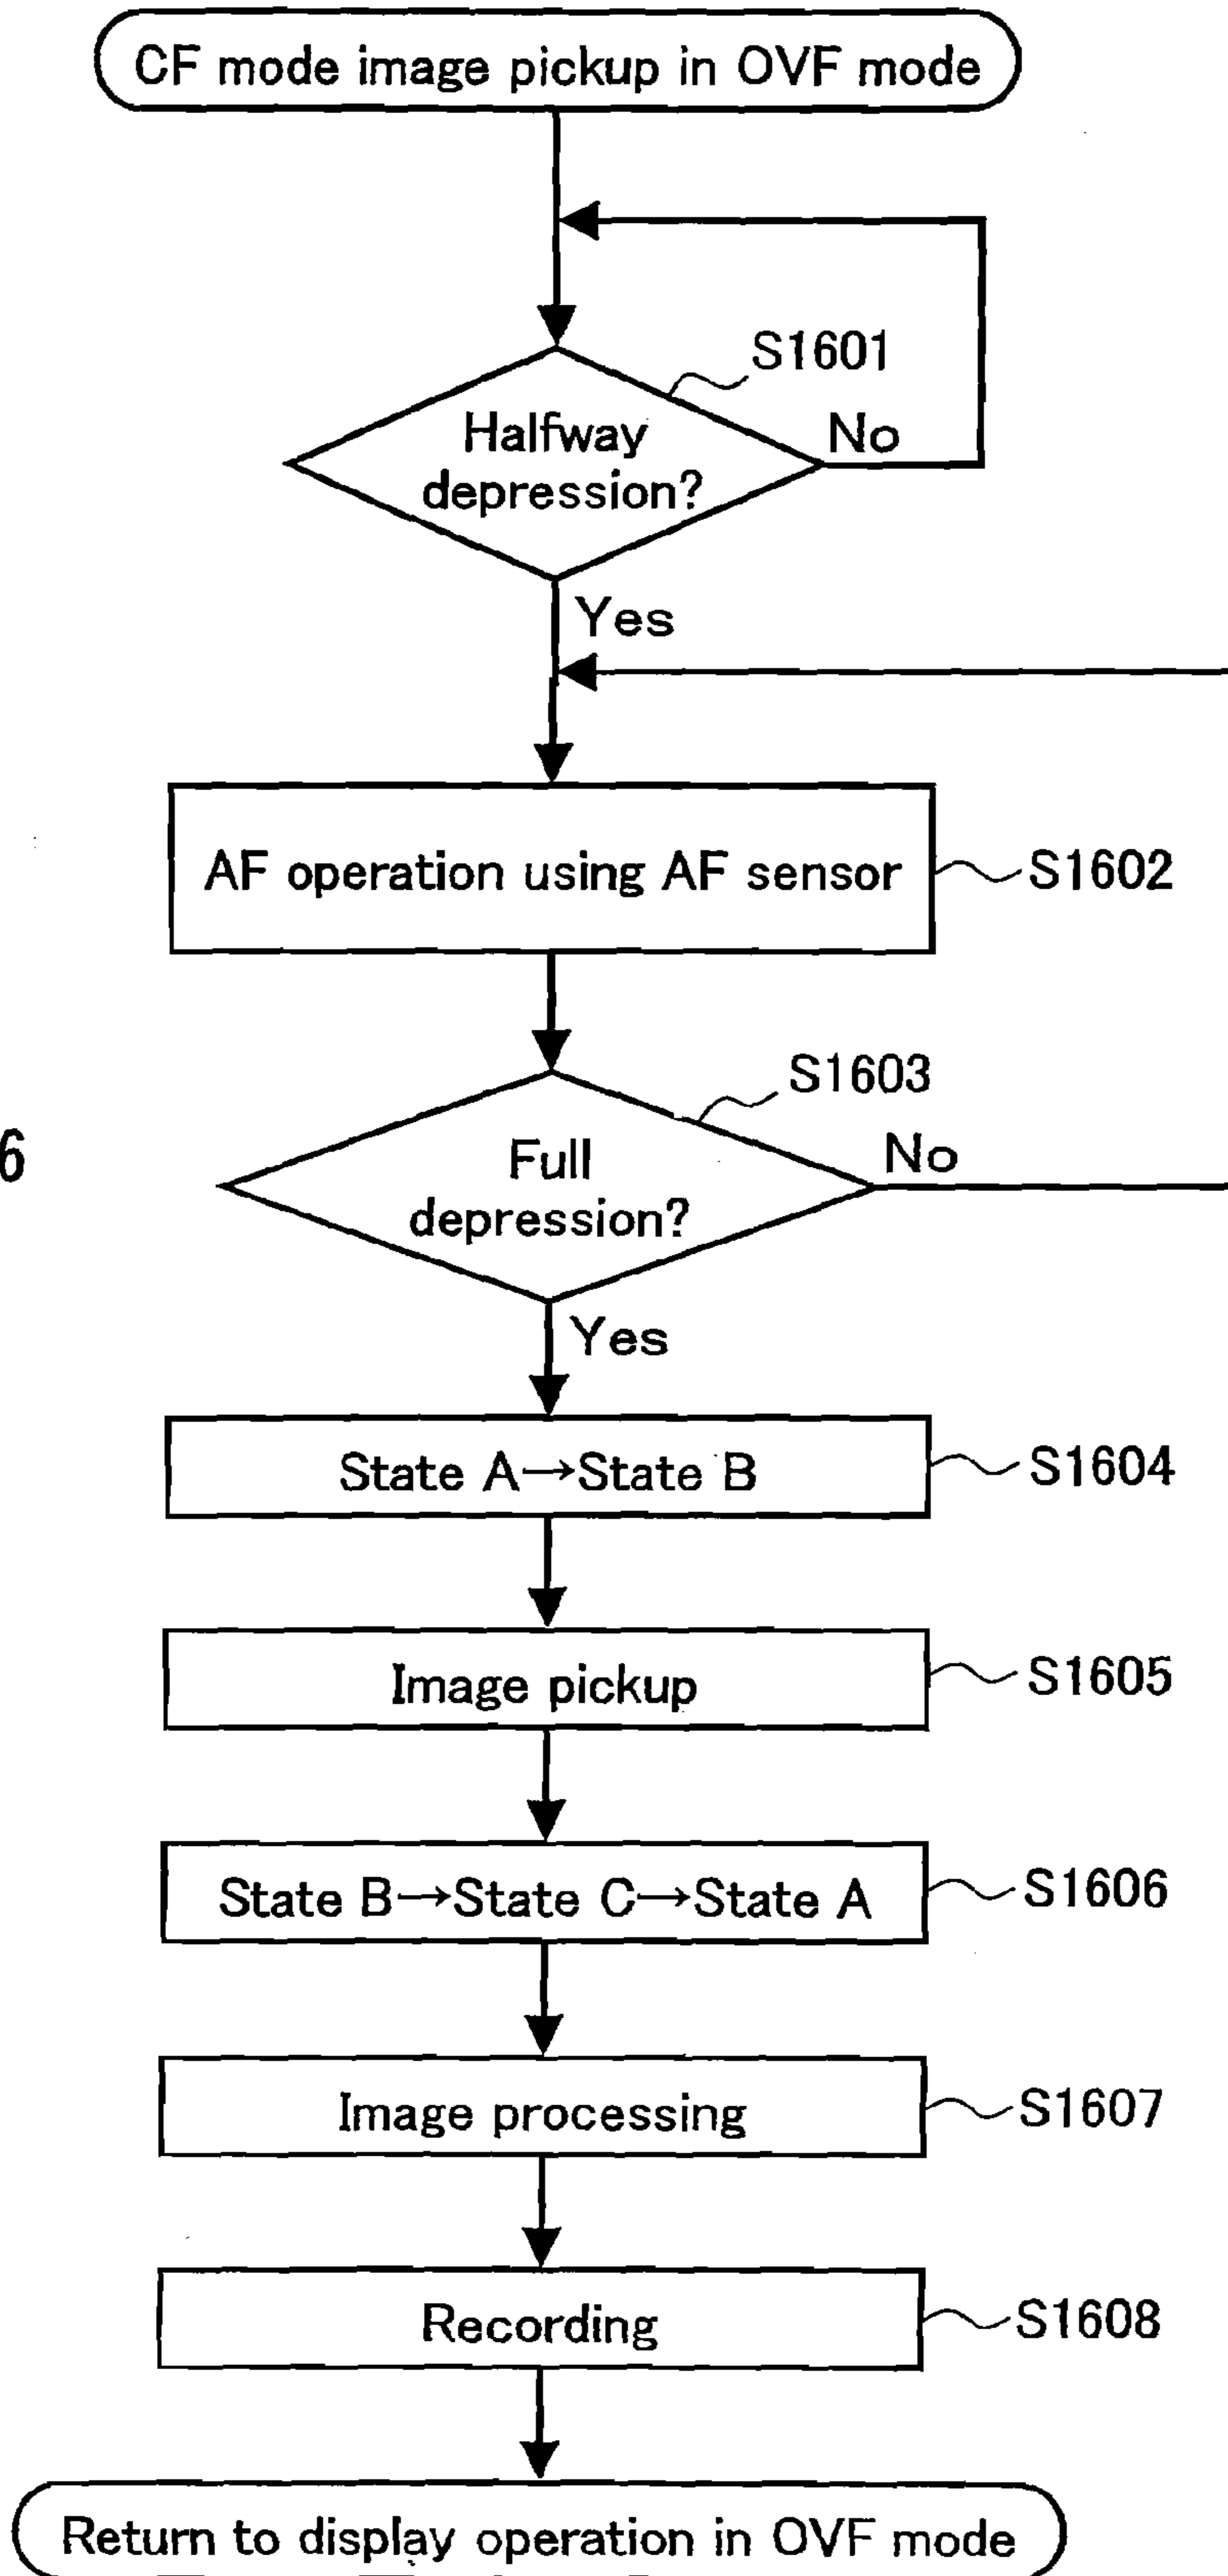 CF mode image pickup in OVF mode
S1601
Halfway
depression?
No
Yes
AF operation using AF sensor
S1602
S1603
6
Full
depression?
No
Yes
State A→State B
S1604
Image pickup
S1605
State B→State C→State A
S1606
Image processing
S1607
Recording
S1608
Return to display operation in OVF mode